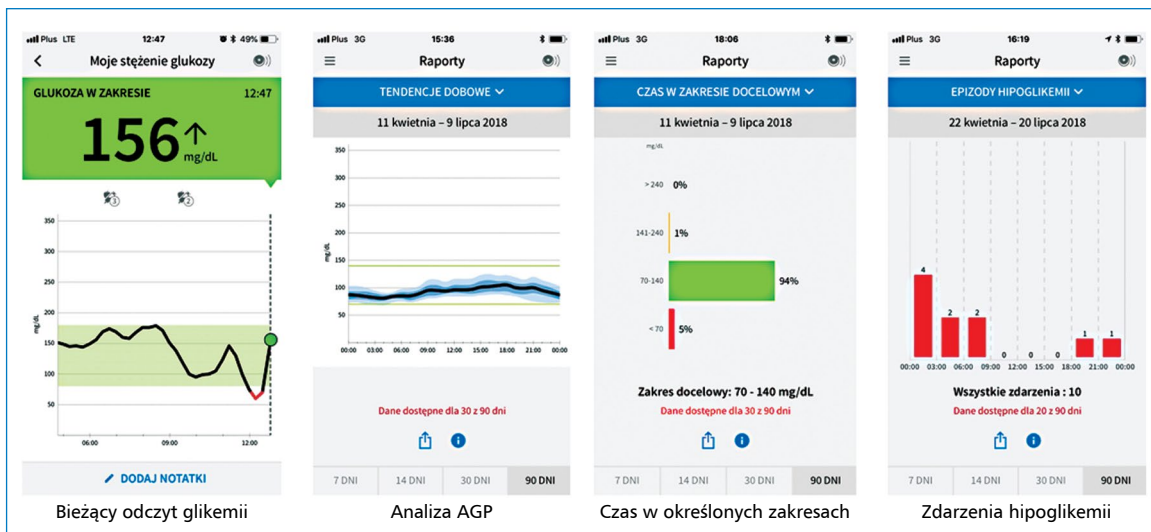 Plus LTE 12:47 49%
Moje stężenie glukozy
GLUKOZA W ZAKRESIE 12:47
156
mg/dL
3 2
350
300
250
200
150
100
50
mg/dL
06:00 09:00 12:00
DODAJ NOTATKI
Bieżący odczyt glikemii
Plus 3G 15:36
Raporty
TENDENCJE DOBOWE
11 kwietnia – 9 lipca 2018
350
300
250
200
150
100
50
mg/dL
00:00 03:00 06:00 09:00 12:00 15:00 18:00 21:00 00:00
Dane dostępne dla 30 z 90 dni
7 DNI 14 DNI 30 DNI 90 DNI
Analiza AGP
Plus 3G 18:06
Raporty
CZAS W ZAKRESIE DOCELOWYM
11 kwietnia – 9 lipca 2018
mg/dL
> 240 0%
141-240 1%
70-140 94%
< 70 5%
Zakres docelowy: 70 - 140 mg/dL
Dane dostępne dla 30 z 90 dni
7 DNI 14 DNI 30 DNI 90 DNI
Czas w określonych zakresach
Plus 3G 16:19
Raporty
EPIZODY HIPOGLIKEMII
22 kwietnia – 20 lipca 2018
4 2 2 0 0 0 1 1
00:00 03:00 06:00 09:00 12:00 15:00 18:00 21:00 00:00
Wszystkie zdarzenia : 10
Dane dostępne dla 20 z 90 dni
7 DNI 14 DNI 30 DNI 90 DNI
Zdarzenia hipoglikemii